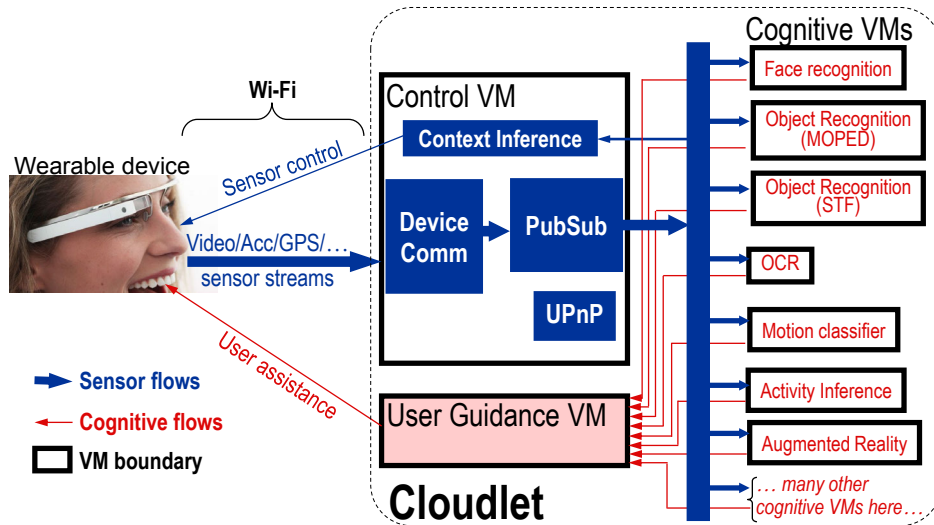 Cognitive VMs
Wi-Fi
Control VM
Face recognition
Context Inference
Object Recognition
(MOPED)
Wearable device
Sensor control
Object Recognition
(STF)
Device
Comm
PubSub
Video/Acc/GPS/…
sensor streams
OCR
UPnP
Motion classifier
User assistance
Sensor flows
Cognitive flows
VM boundary
User Guidance VM
Activity Inference
Augmented Reality
Cloudlet
… many other
cognitive VMs here …